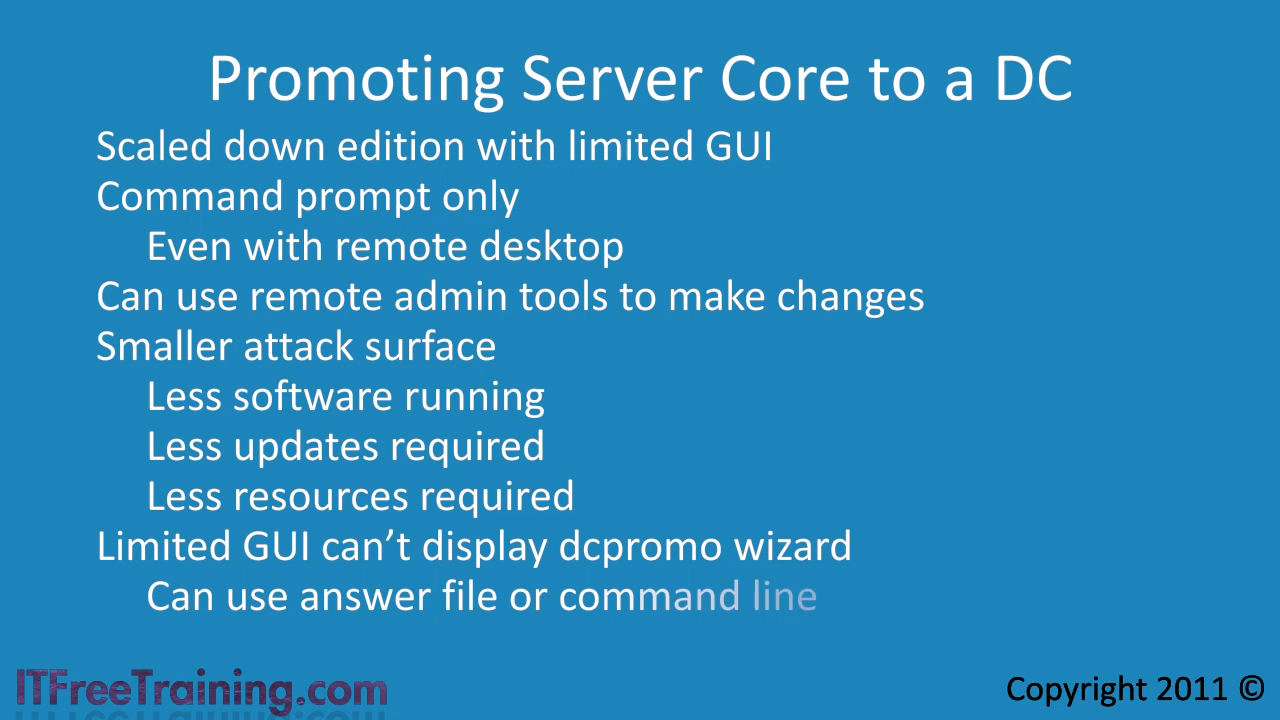 Promoting Server Core to a DC
Scaled down edition with limited GUI
Command prompt only
Even with remote desktop
Can use remote admin tools to make changes
Smaller attack surface
Less software running
Less updates required
Less resources required
Limited GUI can’t display dcpromo wizard
Can use answer file or command line
ITFreeTraining.com
Copyright 2011 ©